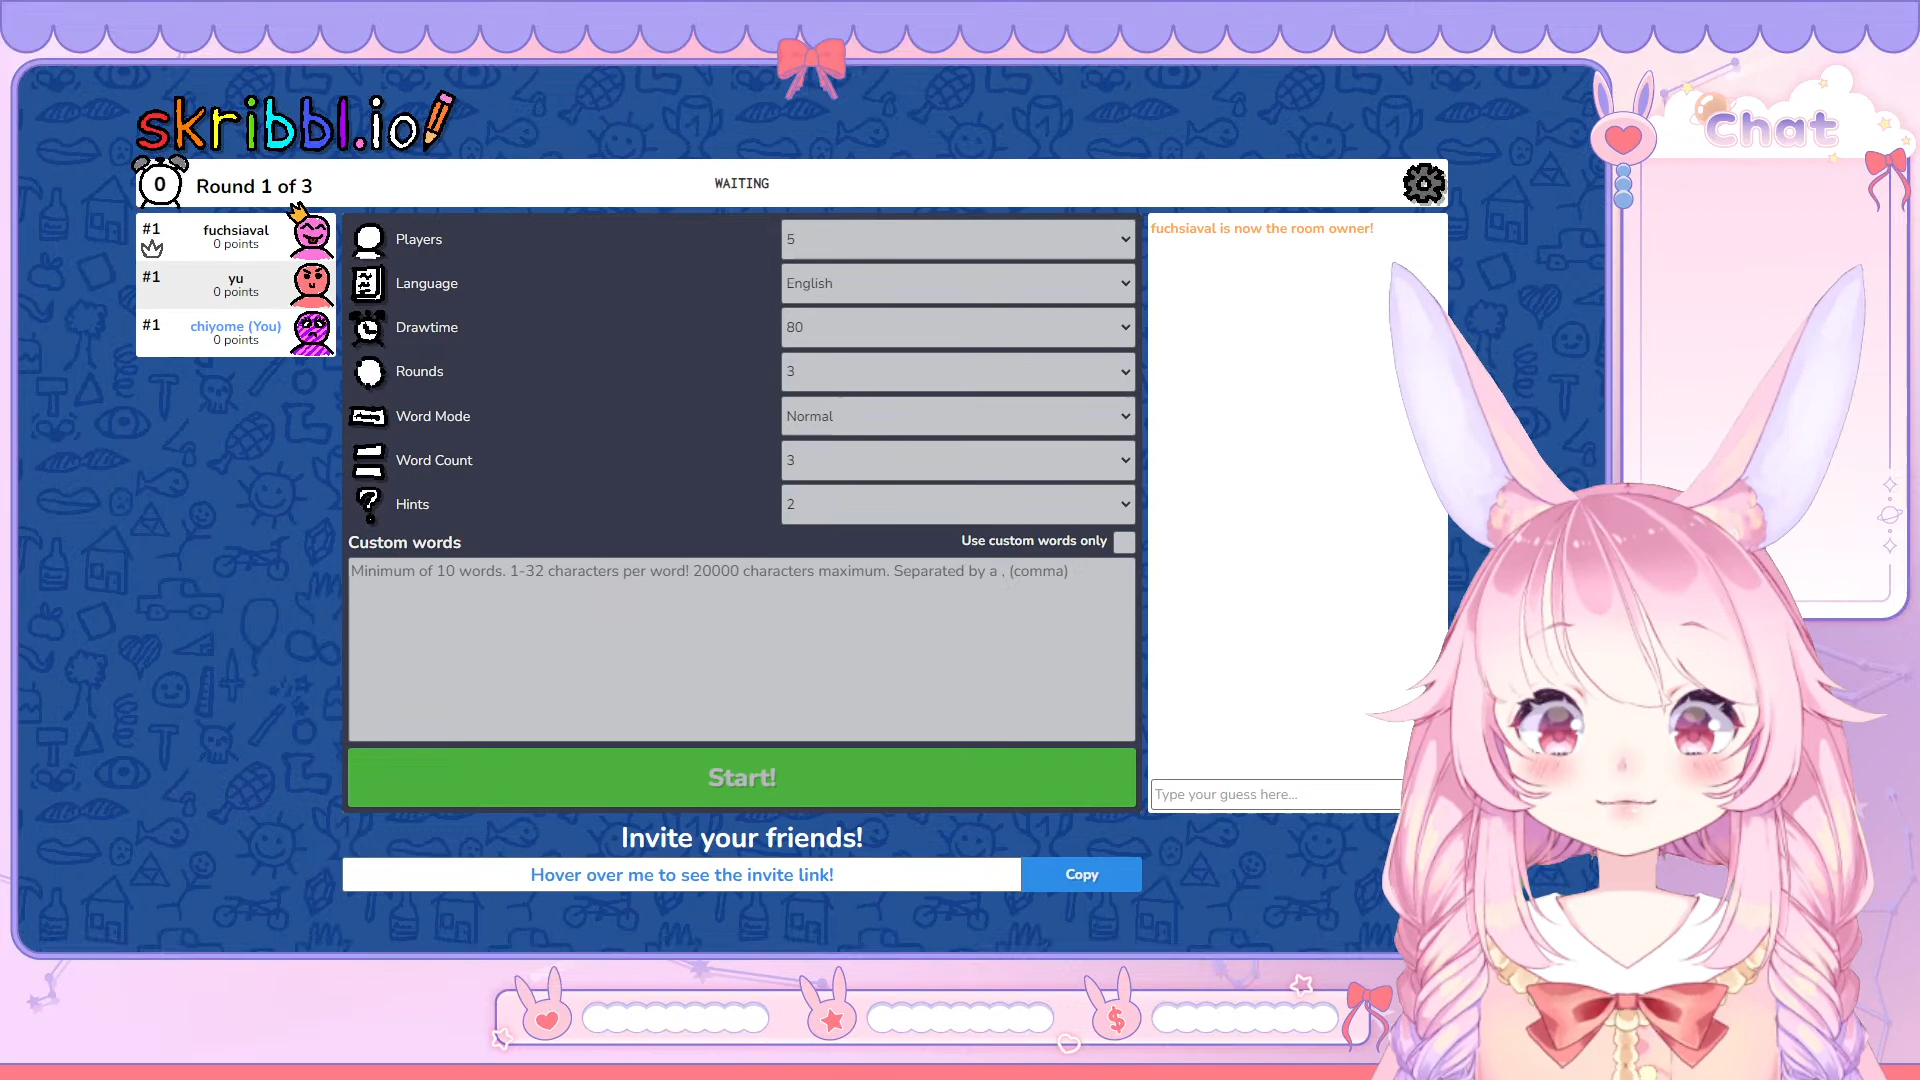 skribbl.io
Chat
0
Round 1 of 3
WAITING
#1
fuchsiaval
0 points
#1
yu
0 points
#1
chiyome (You)
0 points
Players
5
Language
English
Drawtime
80
Rounds
3
Word Mode
Normal
Word Count
3
Hints
2
Custom words
Use custom words only
Minimum of 10 words. 1-32 characters per word! 20000 characters maximum. Separated by a , (comma)
Start!
fuchsiaval is now the room owner!
Type your guess here...
Invite your friends!
Hover over me to see the invite link!
Copy
$